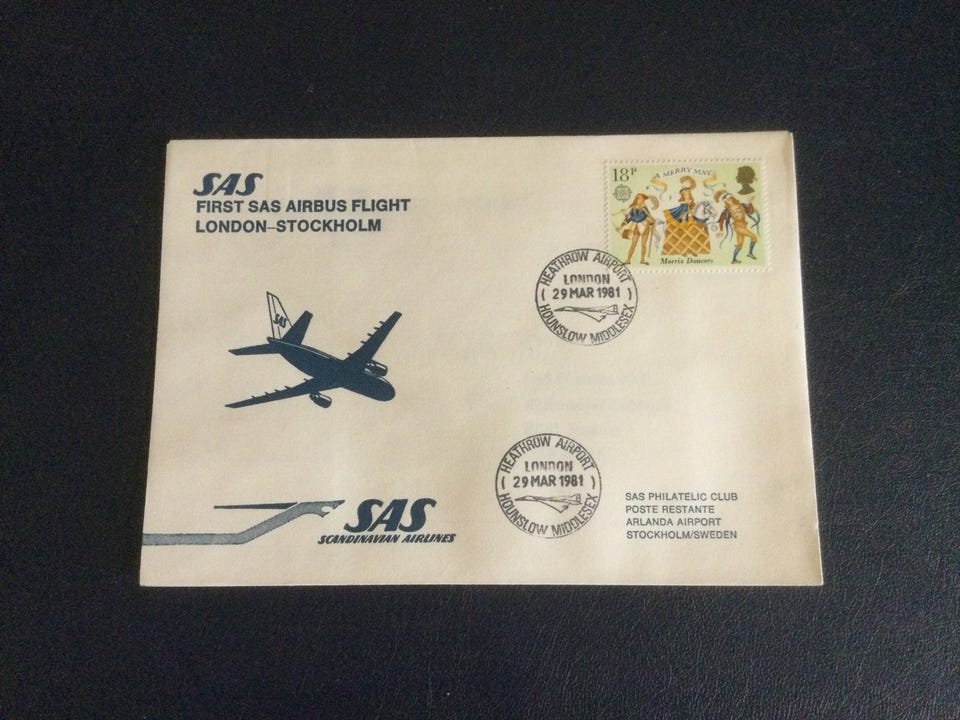 SAS
FIRST SAS AIRBUS FLIGHT
LONDON–STOCKHOLM
18P
A MERRY MAY
Morris Dancers
HEATHROW AIRPORT
LONDON
29 MAR 1981
HOUNSLOW MIDDLESEX
SAS
HEATHROW AIRPORT
LONDON
29 MAR 1981
HOUNSLOW MIDDLESEX
SAS
SCANDINAVIAN AIRLINES
SAS PHILATELIC CLUB
POSTE RESTANTE
ARLANDA AIRPORT
STOCKHOLM/SWEDEN